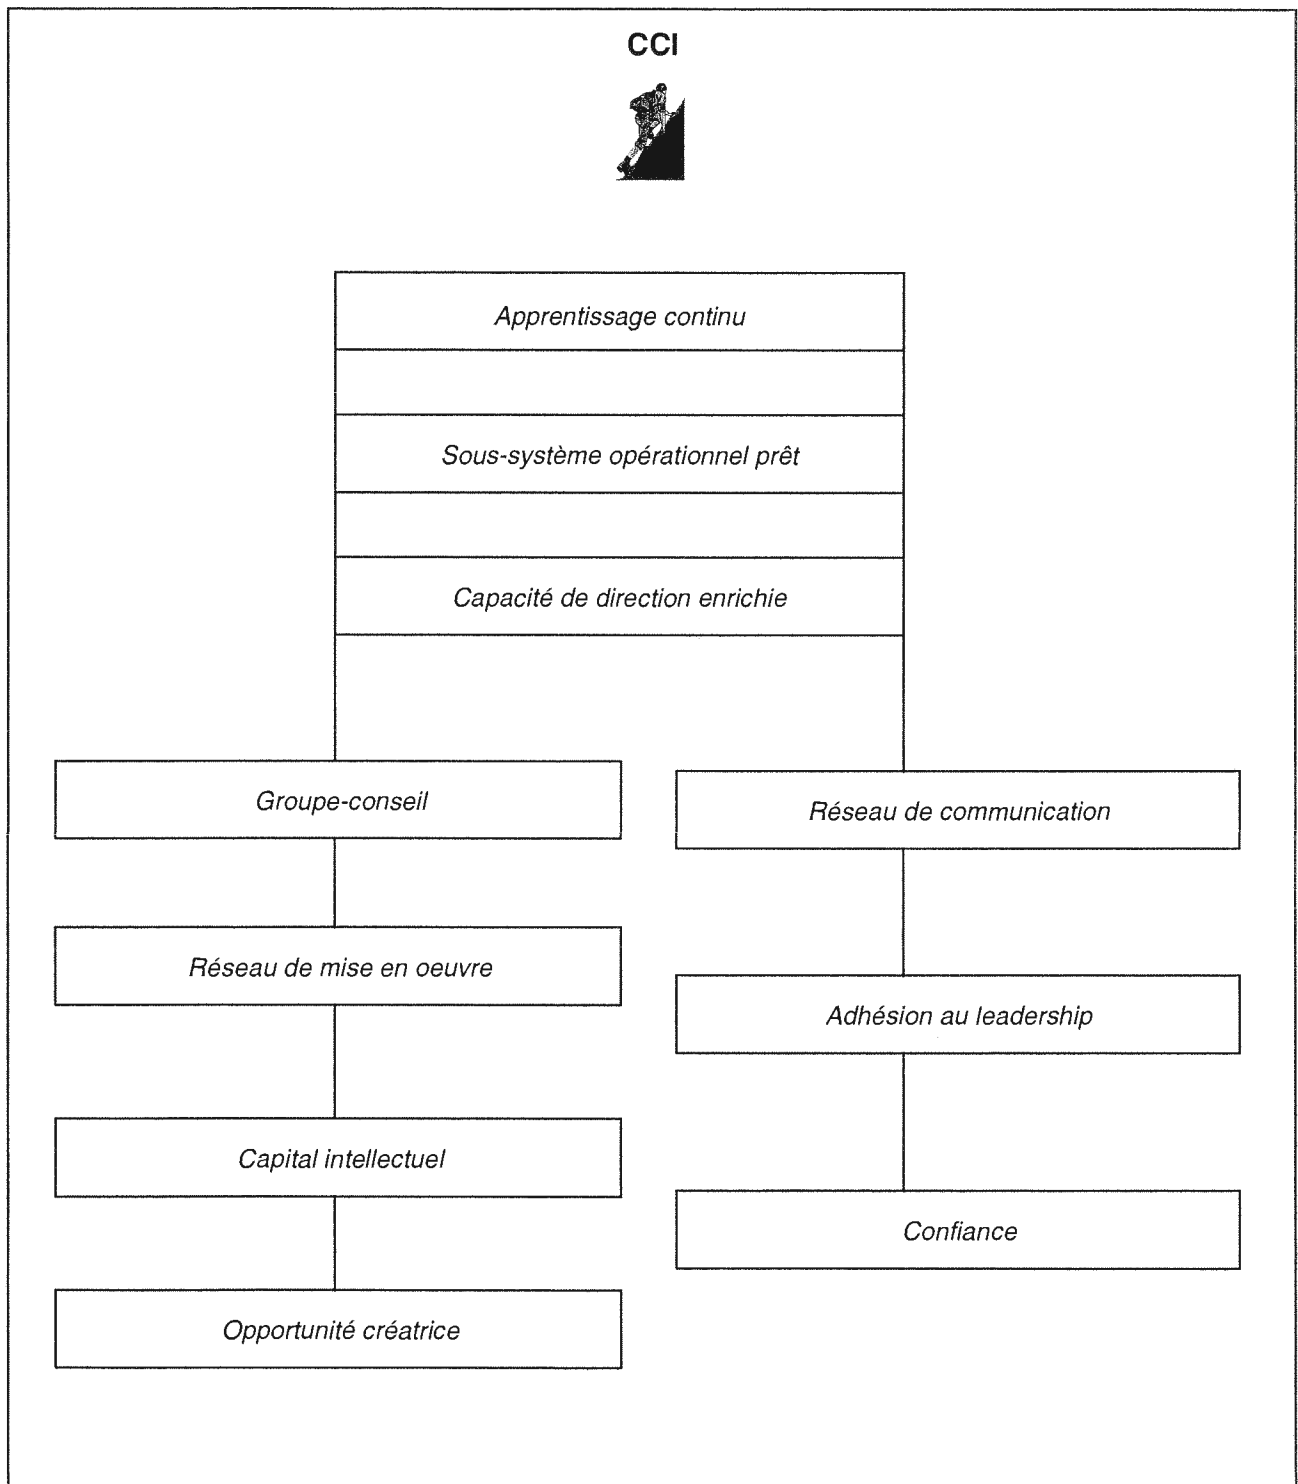 CCI
Apprentissage continu
Sous-système opérationnel prêt
Capacité de direction enrichie
Groupe-conseil
Réseau de communication
Réseau de mise en oeuvre
Adhésion au leadership
Capital intellectuel
Confiance
Opportunité créatrice